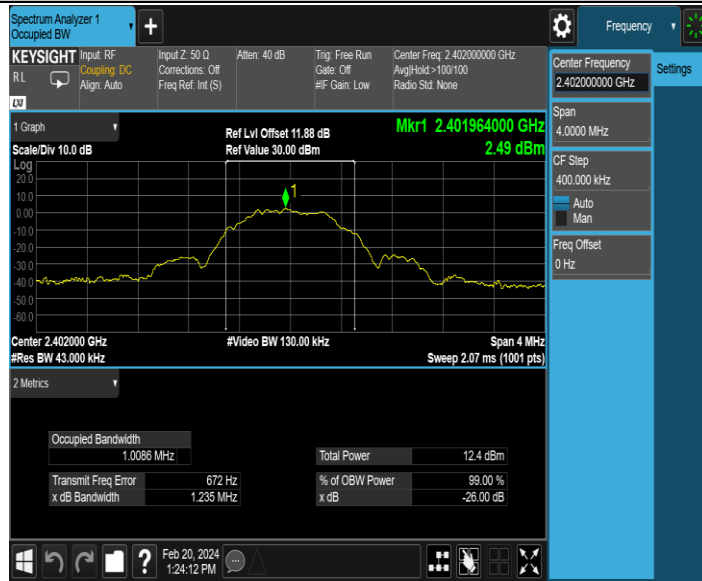 Spectrum Analyzer 1
Occupied BW
+
Frequency
KEYSIGHT
RL
LXI
Input: RF
Coupling: DC
Align: Auto
Input Z: 50 Ω
Corrections: Off
Freq Ref: Int (S)
Atten: 40 dB
Trig: Free Run
Gate: Off
#IF Gain: Low
Center Freq: 2.402000000 GHz
Avg|Hold:>100/100
Radio Std: None
Center Frequency
2.402000000 GHz
Settings
Span
4.0000 MHz
CF Step
400.000 kHz
Auto
Man
Freq Offset
0 Hz
1 Graph
Scale/Div 10.0 dB
Ref Lvl Offset 11.88 dB
Ref Value 30.00 dBm
Mkr1 2.401964000 GHz
2.49 dBm
Log
20.0
10.0
0.00
-10.0
-20.0
-30.0
-40.0
-50.0
-60.0
1
Center 2.402000 GHz
#Res BW 43.000 kHz
#Video BW 130.00 kHz
Span 4 MHz
Sweep 2.07 ms (1001 pts)
2 Metrics
Occupied Bandwidth
1.0086 MHz
Total Power 12.4 dBm
Transmit Freq Error 672 Hz
% of OBW Power 99.00 %
x dB Bandwidth 1.235 MHz
x dB -26.00 dB
?
Feb 20, 2024
1:24:12 PM